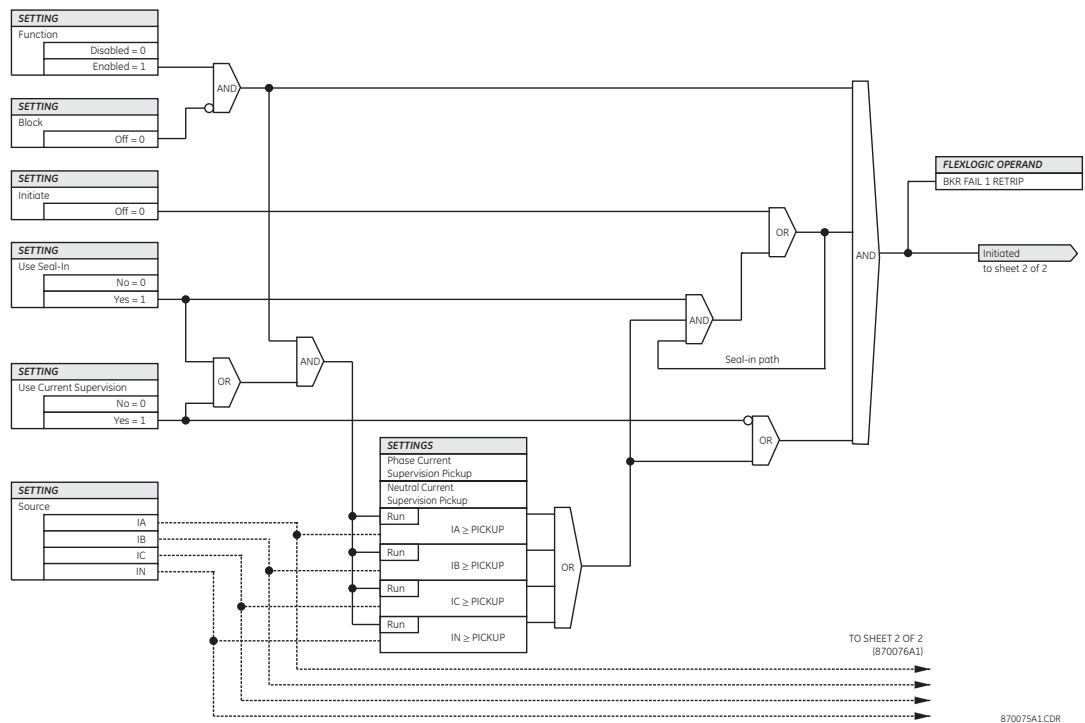 SETTING
Function
Disabled = 0
Enabled = 1
AND
SETTING
Block
Off = 0
SETTING
Initiate
Off = 0
SETTING
Use Seal-In
No = 0
Yes = 1
SETTING
Use Current Supervision
No = 0
Yes = 1
OR
AND
SETTING
Source
IA
IB
IC
IN
SETTINGS
Phase Current
Supervision Pickup
Neutral Current
Supervision Pickup
Run
IA ≥ PICKUP
Run
IB ≥ PICKUP
Run
IC ≥ PICKUP
Run
IN ≥ PICKUP
OR
AND
Seal-in path
OR
OR
AND
FLEXLOGIC OPERAND
BKR FAIL 1 RETRIP
Initiated
to sheet 2 of 2
TO SHEET 2 OF 2
(870076A1)
870075A1.CDR